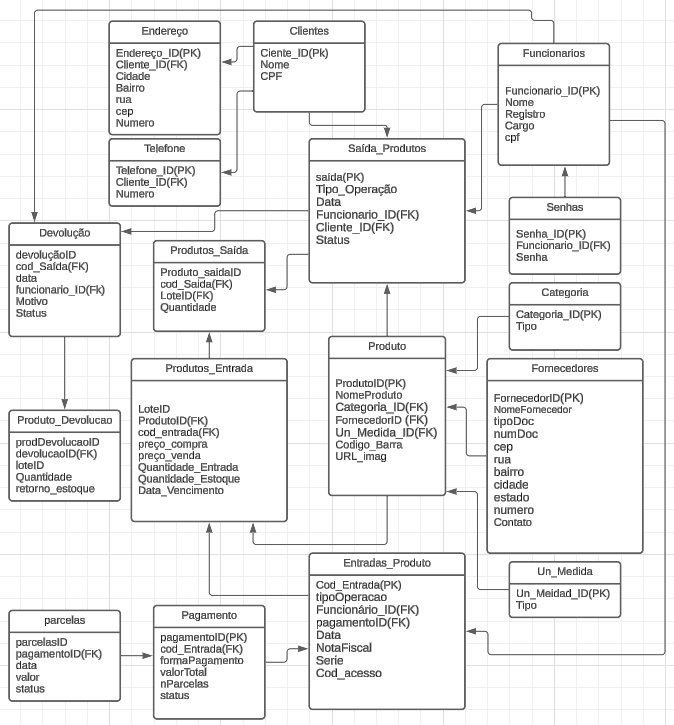 Endereço
Endereço_ID(PK)
Cliente_ID(FK)
Cidade
Bairro
rua
cep
Numero
Clientes
Ciente_ID(Pk)
Nome
CPF
Funcionarios
Funcionario_ID(PK)
Nome
Registro
Cargo
cpf
Telefone
Telefone_ID(PK)
Cliente_ID(FK)
Numero
Saída_Produtos
saida(PK)
Tipo_Operação
Data
Funcionario_ID(FK)
Cliente_ID(FK)
Status
Senhas
Senha_ID(PK)
Funcionario_ID(FK)
Senha
Devolução
devoluçãoID
cod_Saída(FK)
data
funcionario_ID(Fk)
Motivo
Status
Produtos_Saída
Produto_saidaID
cod_Saida(FK)
LoteID(FK)
Quantidade
Categoria
Categoria_ID(PK)
Tipo
Produto
ProdutoID(PK)
NomeProduto
Categoria_ID(FK)
FornecedorID (FK)
Un_Medida_ID(FK)
Codigo_Barra
URL_imag
Produtos_Entrada
LoteID
ProdutoID(FK)
cod_entrada(FK)
preço_compra
preço_venda
Quantidade_Entrada
Quantidade_Estoque
Data_Vencimento
Fornecedores
FornecedorID(PK)
NomeFornecedor
tipoDoc
numDoc
cep
rua
bairro
cidade
estado
numero
Contato
Produto_Devolucao
prodDevolucaoID
devolucaoID(FK)
loteID
Quantidade
retorno_estoque
Entradas_Produto
Cod_Entrada(PK)
tipoOperacao
Funcionário_ID(FK)
pagamentoID(FK)
Data
NotaFiscal
Serie
Cod_acesso
Un_Medida
Un_Meidad_ID(PK)
Tipo
parcelas
parcelasID
pagamentoID(FK)
data
valor
status
Pagamento
pagamentoID(PK)
cod_Entrada(FK)
formaPagamento
valorTotal
nParcelas
status